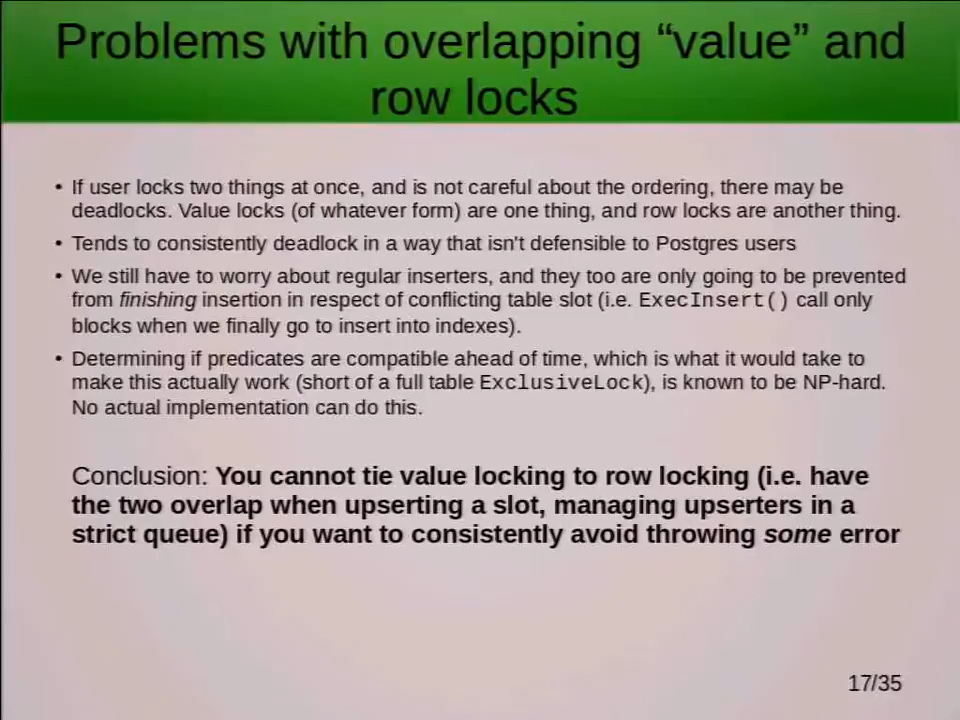 Problems with overlapping “value” and
row locks
• If user locks two things at once, and is not careful about the ordering, there may be
deadlocks. Value locks (of whatever form) are one thing, and row locks are another thing.
• Tends to consistently deadlock in a way that isn't defensible to Postgres users
• We still have to worry about regular inserters, and they too are only going to be prevented
from finishing insertion in respect of conflicting table slot (i.e. ExecInsert() call only
blocks when we finally go to insert into indexes).
• Determining if predicates are compatible ahead of time, which is what it would take to
make this actually work (short of a full table ExclusiveLock), is known to be NP-hard.
No actual implementation can do this.
Conclusion: You cannot tie value locking to row locking (i.e. have
the two overlap when upserting a slot, managing upserters in a
strict queue) if you want to consistently avoid throwing some error
17/35